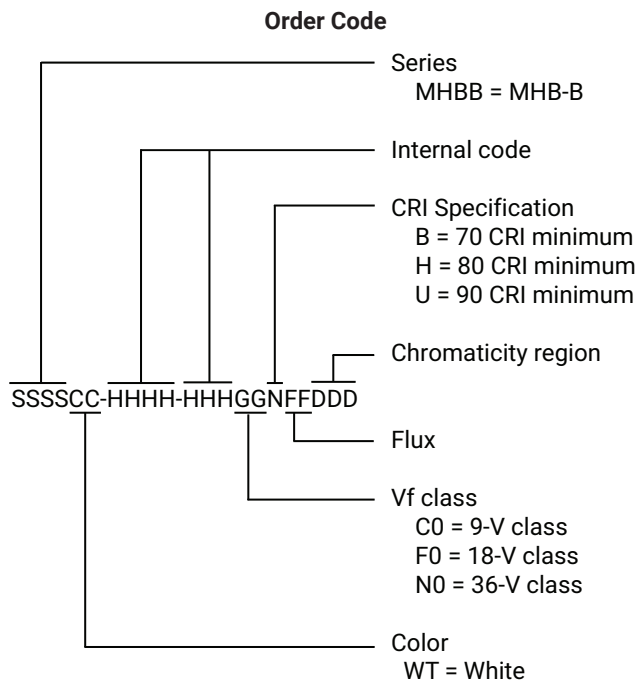 Order Code
Series
MHBB = MHB-B
Internal code
CRI Specification
B = 70 CRI minimum
H = 80 CRI minimum
U = 90 CRI minimum
Chromaticity region
SSSSCC-HHHH-HHHGGNFFDDD
Flux
Vf class
C0 = 9-V class
F0 = 18-V class
N0 = 36-V class
Color
WT = White